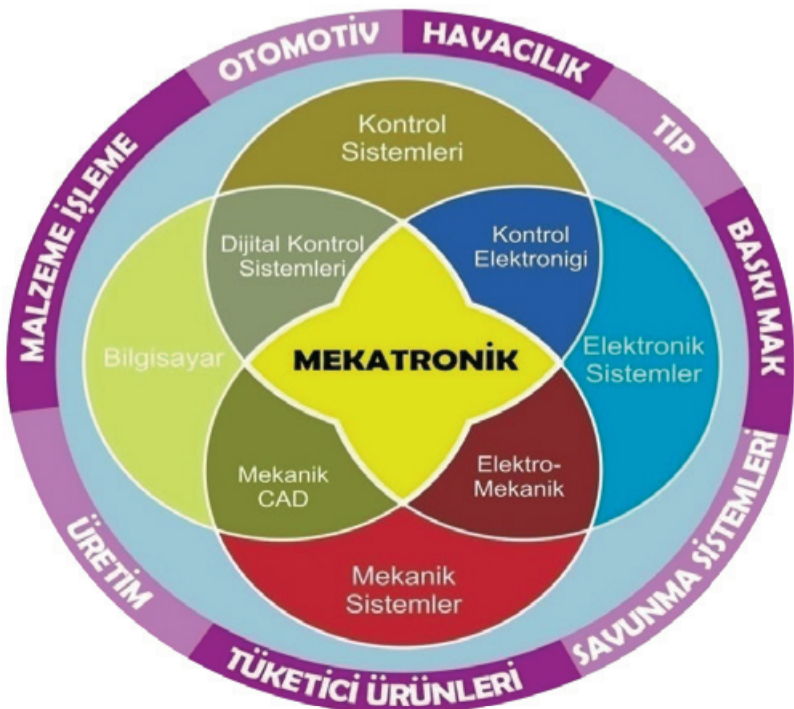 OTOMOTİV
HAVACILIK
TIP
BASKI MAK
SAVUNMA SİSTEMLERİ
TÜKETİCİ ÜRÜNLERİ
ÜRETİM
MALZEME İŞLEME
Kontrol
Sistemleri
Dijital Kontrol
Sistemleri
Kontrol
Elektronigi
Bilgisayar
MEKATRONİK
Elektronik
Sistemler
Mekanik
CAD
Elektro-
Mekanik
Mekanik
Sistemler